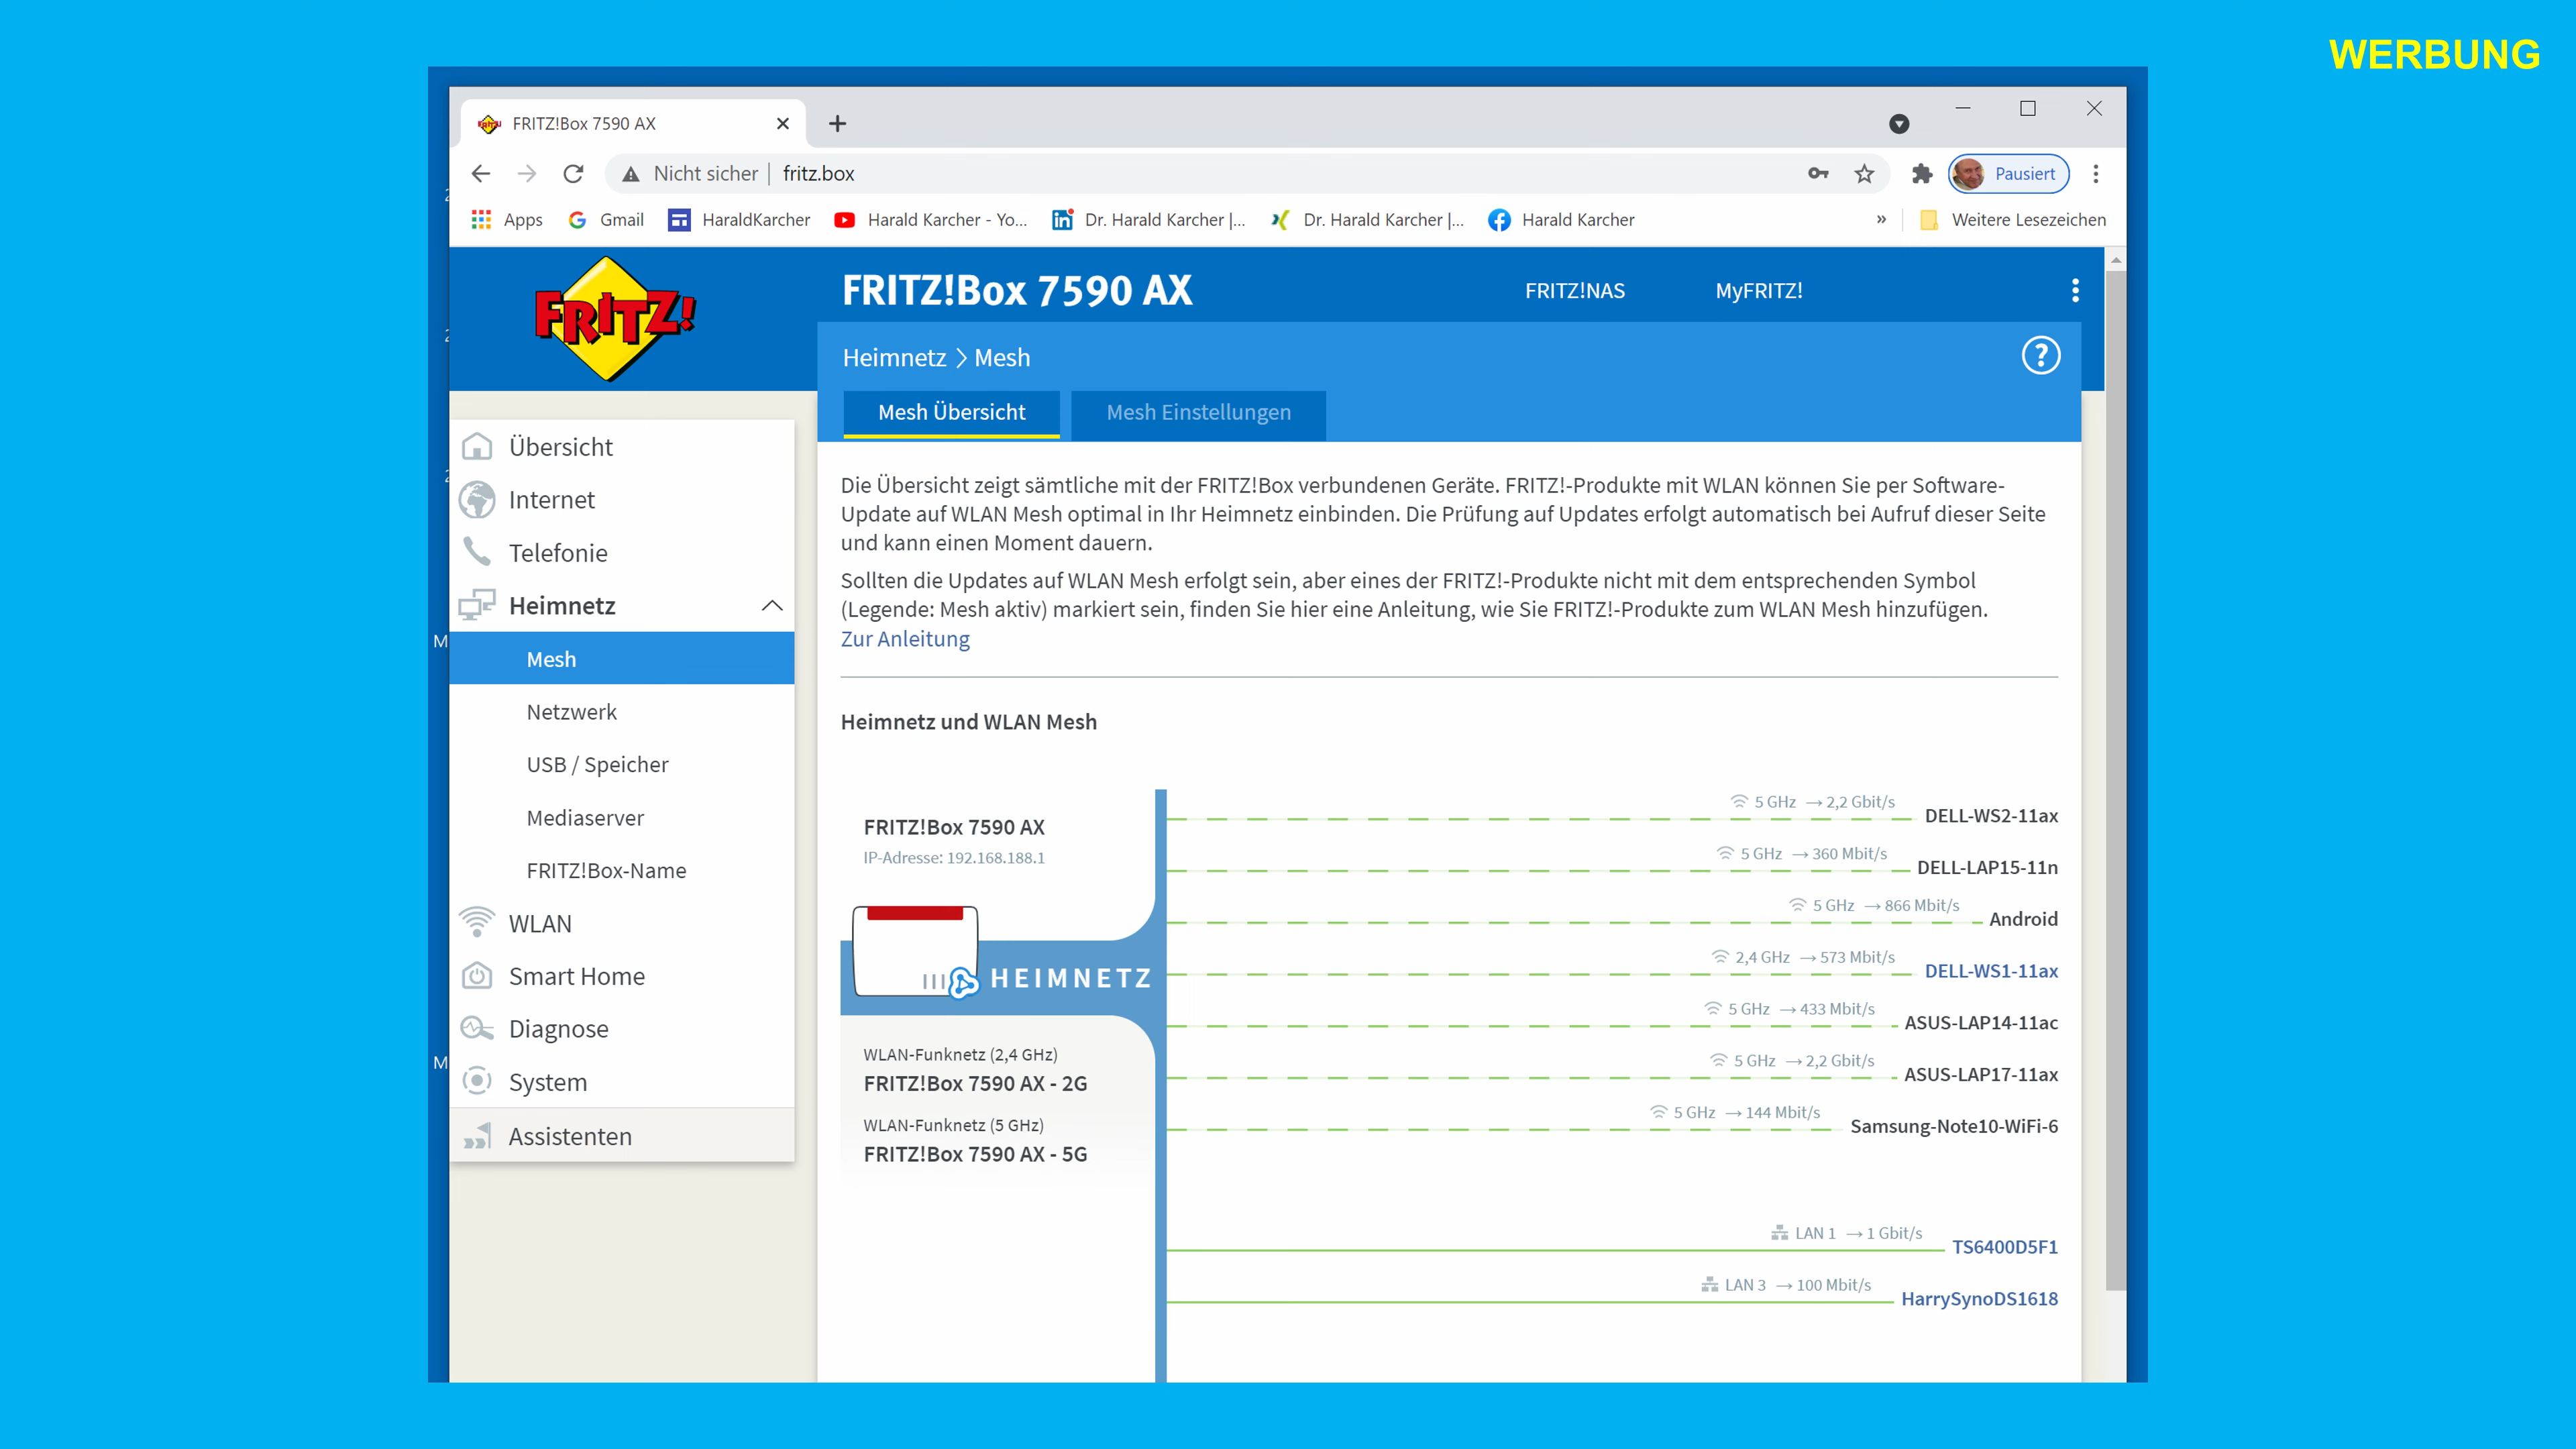 WERBUNG
FRITZ!Box 7590 AX
Nicht sicher | fritz.box
Pausiert
Apps
Gmail
HaraldKarcher
Harald Karcher - Yo...
Dr. Harald Karcher |...
Dr. Harald Karcher |...
Harald Karcher
»
Weitere Lesezeichen
FRITZ!
FRITZ!Box 7590 AX
FRITZ!NAS
MyFRITZ!
Heimnetz > Mesh
Mesh Übersicht
Mesh Einstellungen
Übersicht
Internet
Telefonie
Heimnetz
Mesh
Netzwerk
USB / Speicher
Mediaserver
FRITZ!Box-Name
WLAN
Smart Home
Diagnose
System
Assistenten
Die Übersicht zeigt sämtliche mit der FRITZ!Box verbundenen Geräte. FRITZ!-Produkte mit WLAN können Sie per Software-
Update auf WLAN Mesh optimal in Ihr Heimnetz einbinden. Die Prüfung auf Updates erfolgt automatisch bei Aufruf dieser Seite
und kann einen Moment dauern.
Sollten die Updates auf WLAN Mesh erfolgt sein, aber eines der FRITZ!-Produkte nicht mit dem entsprechenden Symbol
(Legende: Mesh aktiv) markiert sein, finden Sie hier eine Anleitung, wie Sie FRITZ!-Produkte zum WLAN Mesh hinzufügen.
Zur Anleitung
Heimnetz und WLAN Mesh
FRITZ!Box 7590 AX
IP-Adresse: 192.168.188.1
HEIMNETZ
WLAN-Funknetz (2,4 GHz)
FRITZ!Box 7590 AX - 2G
WLAN-Funknetz (5 GHz)
FRITZ!Box 7590 AX - 5G
5 GHz → 2,2 Gbit/s
DELL-WS2-11ax
5 GHz → 360 Mbit/s
DELL-LAP15-11n
5 GHz → 866 Mbit/s
Android
2,4 GHz → 573 Mbit/s
DELL-WS1-11ax
5 GHz → 433 Mbit/s
ASUS-LAP14-11ac
5 GHz → 2,2 Gbit/s
ASUS-LAP17-11ax
5 GHz → 144 Mbit/s
Samsung-Note10-WiFi-6
LAN 1 → 1 Gbit/s
TS6400D5F1
LAN 3 → 100 Mbit/s
HarrySynoDS1618